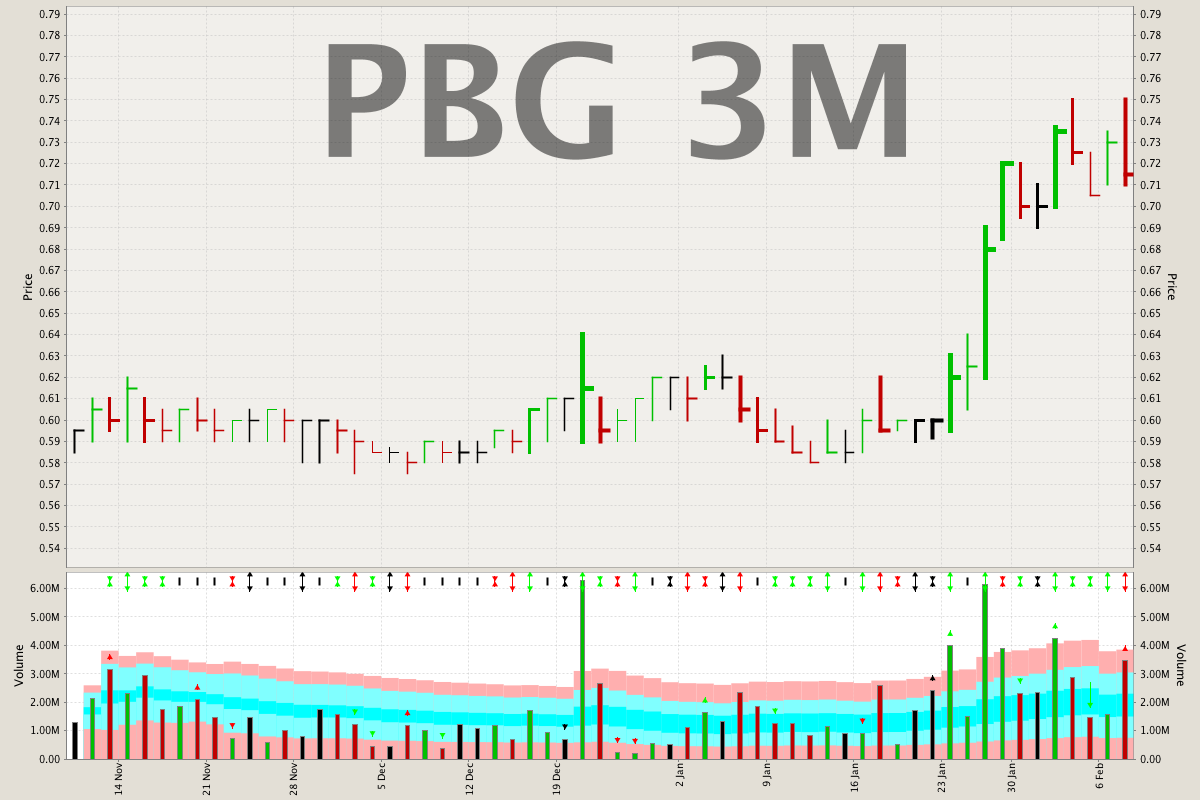 PBG 3M
0.79
0.78
0.77
0.76
0.75
0.74
0.73
0.72
0.71
0.70
0.69
0.68
0.67
0.66
0.65
0.64
0.63
0.62
0.61
0.60
0.59
0.58
0.57
0.56
0.55
0.54
Price
0.79
0.78
0.77
0.76
0.75
0.74
0.73
0.72
0.71
0.70
0.69
0.68
0.67
0.66
0.65
0.64
0.63
0.62
0.61
0.60
0.59
0.58
0.57
0.56
0.55
0.54
Price
6.00M
5.00M
4.00M
3.00M
2.00M
1.00M
0.00
Volume
6.00M
5.00M
4.00M
3.00M
2.00M
1.00M
0.00
Volume
14 Nov
21 Nov
28 Nov
5 Dec
12 Dec
19 Dec
2 Jan
9 Jan
16 Jan
23 Jan
30 Jan
6 Feb